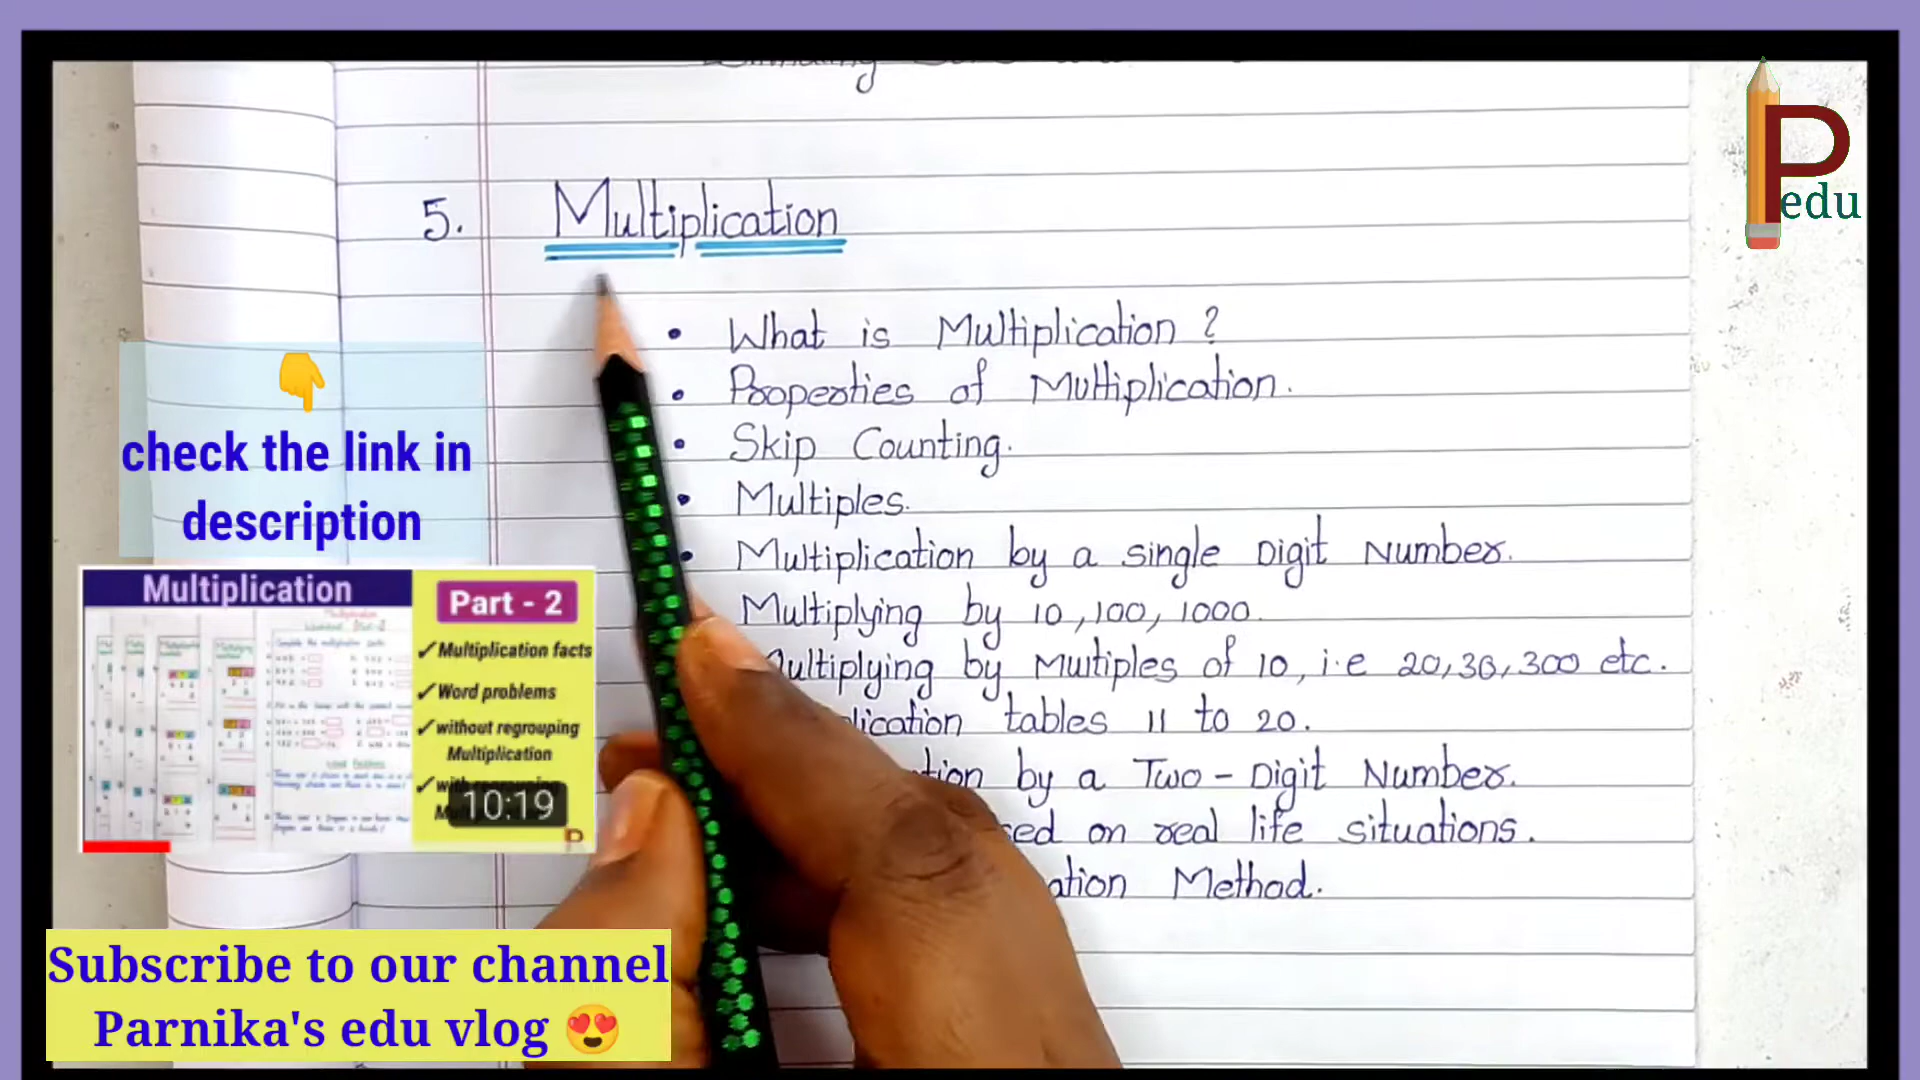 P
edu
5. Multiplication
• What is Multiplication ?
• Properties of Multiplication.
• Skip Counting.
• Multiples.
• Multiplication by a single Digit Number.
Multiplying by 10, 100, 1000.
Multiplying by Multiples of 10, i.e 20, 30, 300 etc.
lication tables 11 to 20.
tion by a Two-Digit Number.
sed on real life situations.
ation Method.
👇
check the link in
description
Multiplication
Part - 2
✓Multiplication facts
✓Word problems
✓without regrouping
Multiplication
10:19
Subscribe to our channel
Parnika's edu vlog 😍